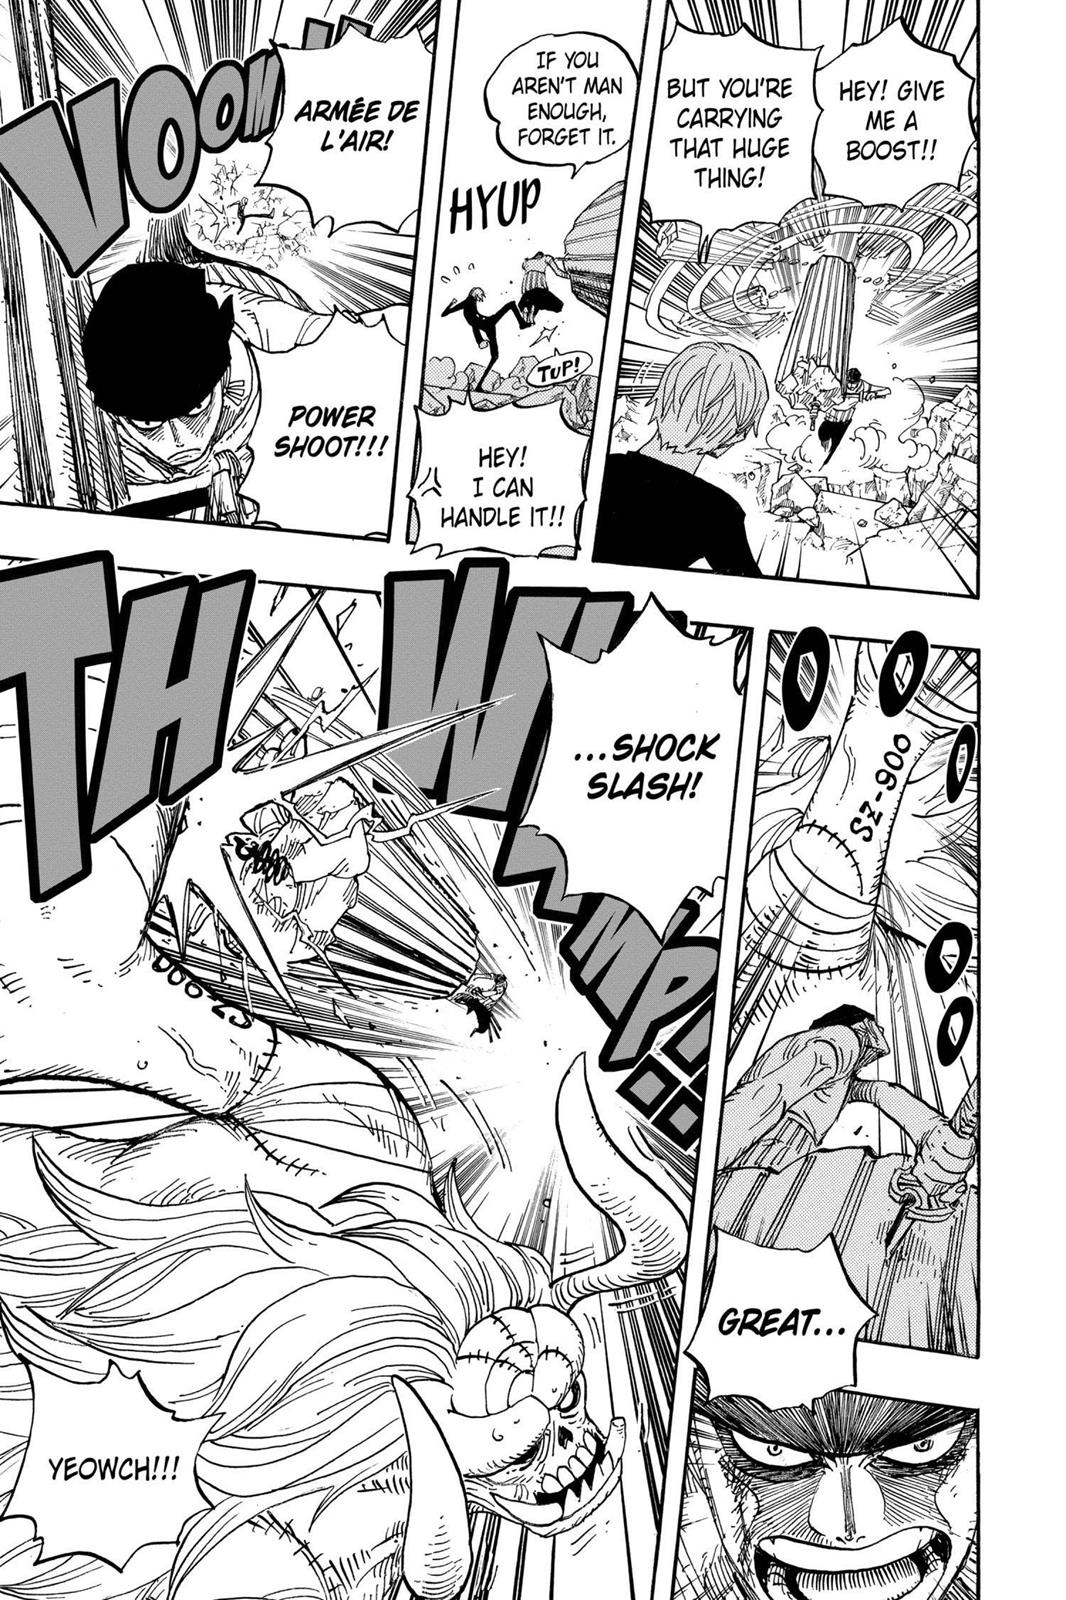 HEY! GIVE
ME A
BOOST!!
BUT YOU'RE
CARRYING
THAT HUGE
THING!
IF YOU
AREN'T MAN
ENOUGH,
FORGET IT.
HYUP
TUP!
HEY!
I CAN
HANDLE IT!!
ARMÉE DE
L'AIR!
VOOM
POWER
SHOOT!!!
SZ-900
GREAT...
...SHOCK
SLASH!
YEOWCH!!!